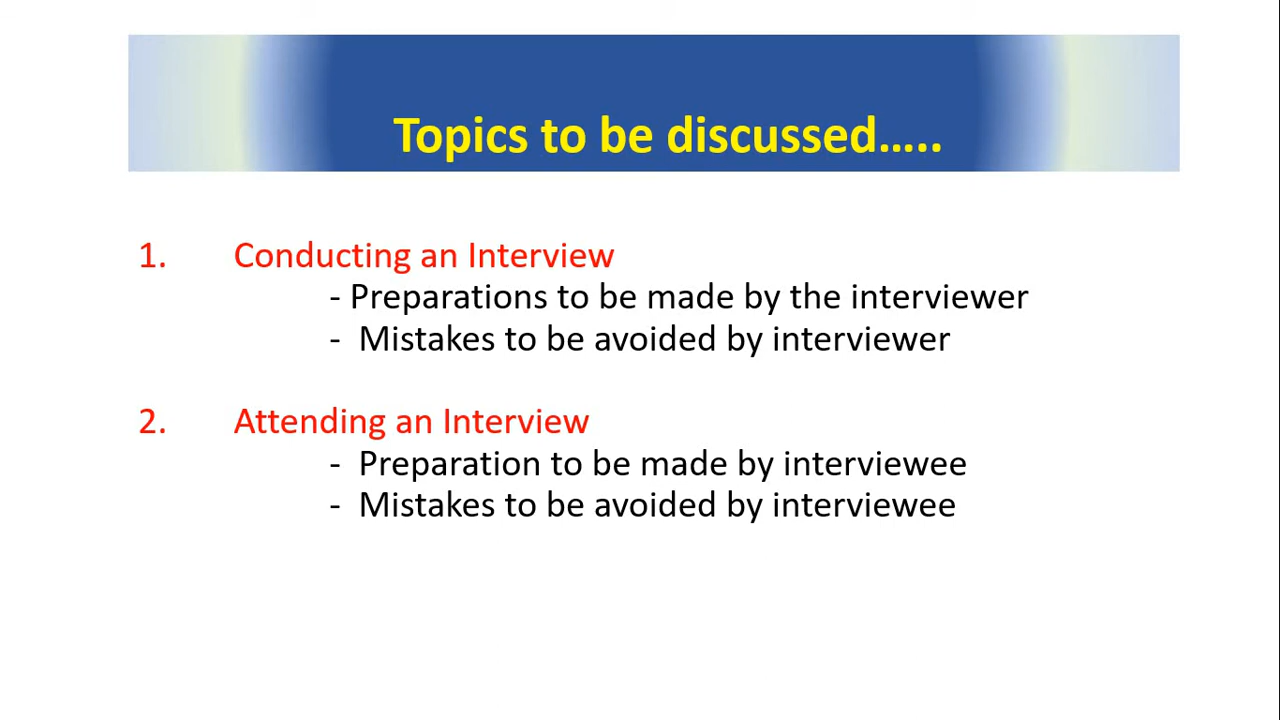 Topics to be discussed…..
1. Conducting an Interview
- Preparations to be made by the interviewer
- Mistakes to be avoided by interviewer
2. Attending an Interview
- Preparation to be made by interviewee
- Mistakes to be avoided by interviewee